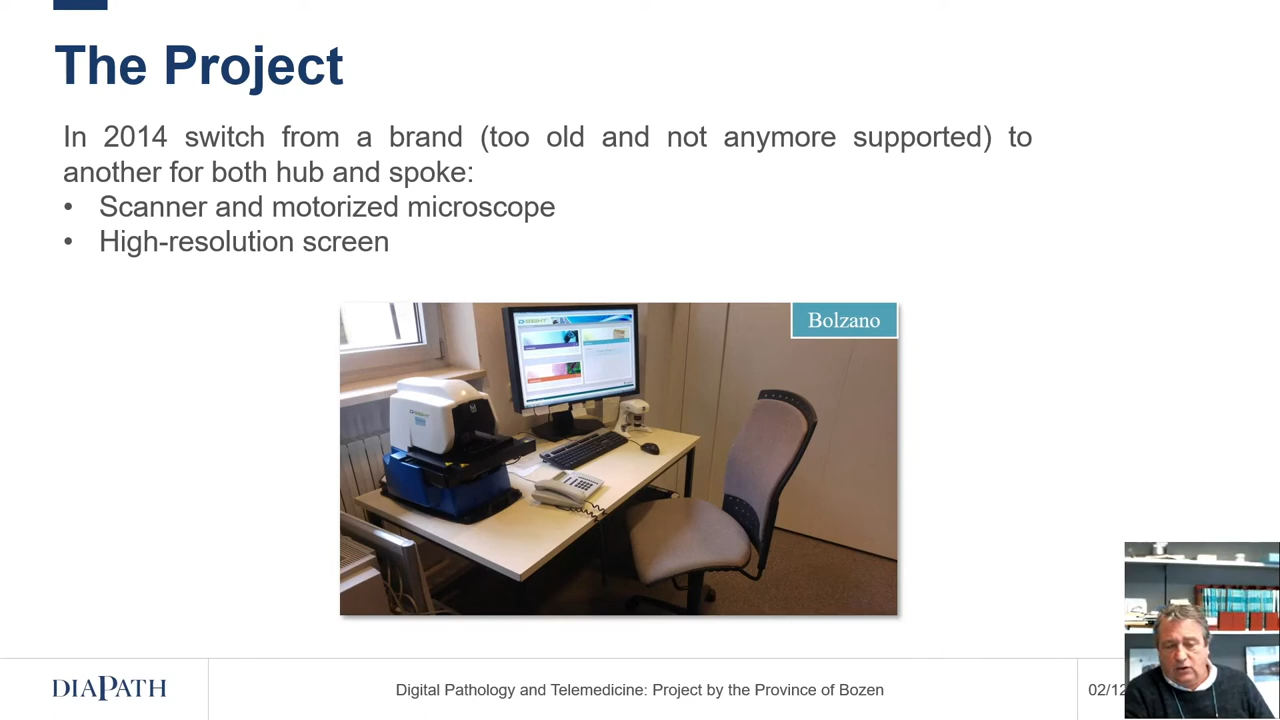 The Project
In 2014 switch from a brand (too old and not anymore supported) to
another for both hub and spoke:
• Scanner and motorized microscope
• High-resolution screen
Bolzano
DIAPATH
Digital Pathology and Telemedicine: Project by the Province of Bozen
02/12